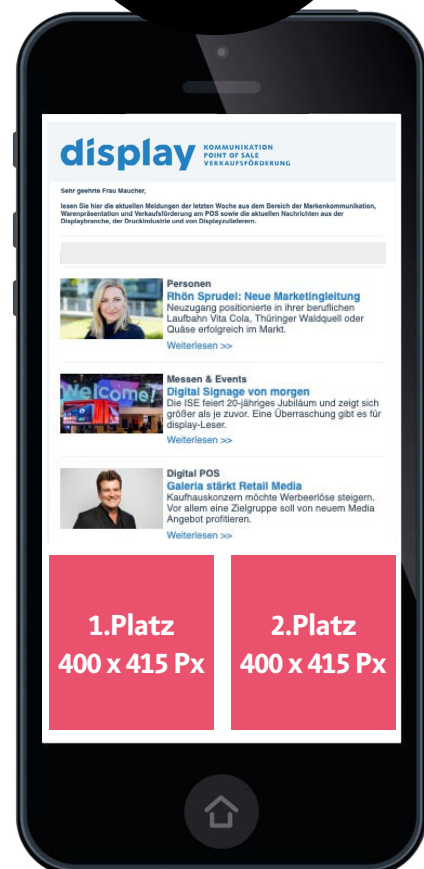 display
KOMMUNIKATION
POINT OF SALE
VERKAUFSFÖRDERUNG
Sehr geehrte Frau Maucher,
lesen Sie hier die aktuellen Meldungen der letzten Woche aus dem Bereich der Markenkommunikation,
Warenpräsentation und Verkaufsförderung am POS sowie die aktuellen Nachrichten aus der
Displaybranche, der Druckindustrie und von Displayzulieferern.
Personen
Rhön Sprudel: Neue Marketingleitung
Neuzugang positionierte in ihrer beruflichen
Laufbahn Vita Cola, Thüringer Waldquell oder
Quäse erfolgreich im Markt.
Weiterlesen >>
Welcome
Messen & Events
Digital Signage von morgen
Die ISE feiert 20-jähriges Jubiläum und zeigt sich
größer als je zuvor. Eine Überraschung gibt es für
display-Leser.
Weiterlesen >>
Digital POS
Galeria stärkt Retail Media
Kaufhauskonzern möchte Werbeerlöse steigern.
Vor allem eine Zielgruppe soll von neuem Media
Angebot profitieren.
Weiterlesen >>
1.Platz
400 x 415 Px
2.Platz
400 x 415 Px